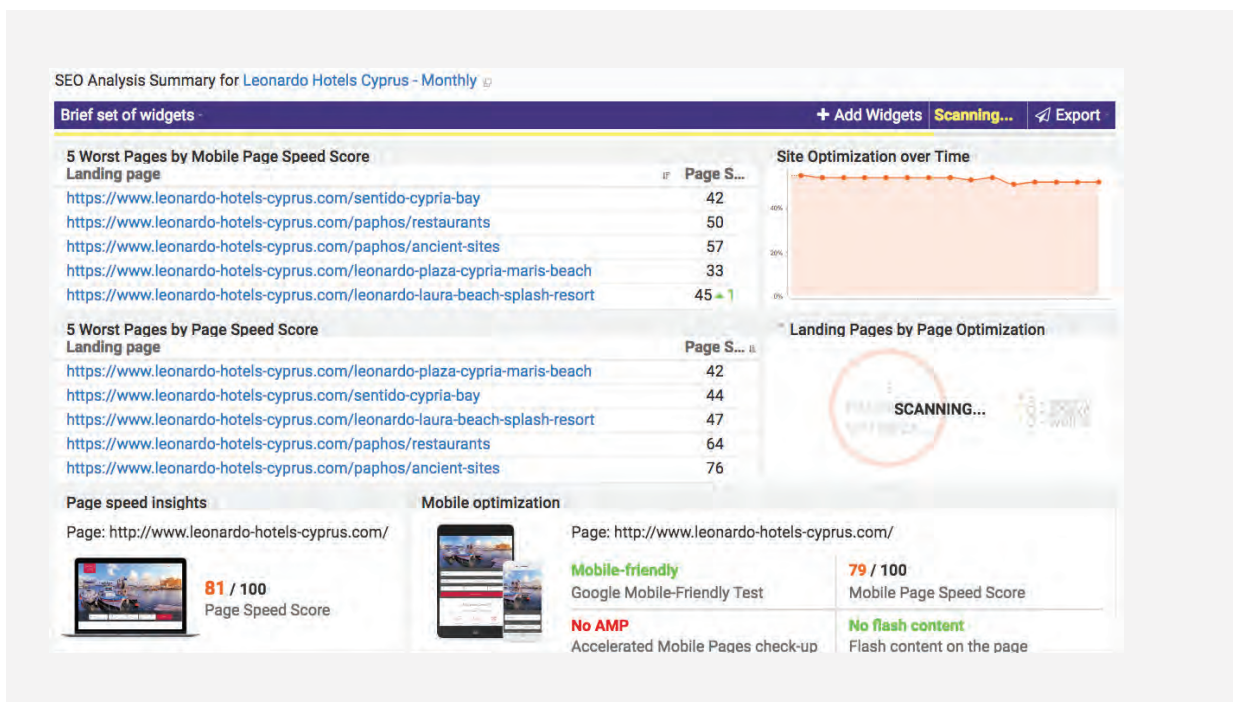 SEO Analysis Summary for Leonardo Hotels Cyprus - Monthly
Brief set of widgets
+ Add Widgets Scanning... Export
5 Worst Pages by Mobile Page Speed Score
Landing page Page S...
https://www.leonardo-hotels-cyprus.com/sentido-cypria-bay 42
https://www.leonardo-hotels-cyprus.com/paphos/restaurants 50
https://www.leonardo-hotels-cyprus.com/paphos/ancient-sites 57
https://www.leonardo-hotels-cyprus.com/leonardo-plaza-cypria-maris-beach 33
https://www.leonardo-hotels-cyprus.com/leonardo-laura-beach-splash-resort 45 1
Site Optimization over Time
40%
20%
0%
5 Worst Pages by Page Speed Score
Landing page Page S...
https://www.leonardo-hotels-cyprus.com/leonardo-plaza-cypria-maris-beach 42
https://www.leonardo-hotels-cyprus.com/sentido-cypria-bay 44
https://www.leonardo-hotels-cyprus.com/leonardo-laura-beach-splash-resort 47
https://www.leonardo-hotels-cyprus.com/paphos/restaurants 64
https://www.leonardo-hotels-cyprus.com/paphos/ancient-sites 76
Landing Pages by Page Optimization
SCANNING...
Page speed insights
Page: http://www.leonardo-hotels-cyprus.com/
81 / 100
Page Speed Score
Mobile optimization
Page: http://www.leonardo-hotels-cyprus.com/
Mobile-friendly
Google Mobile-Friendly Test
79 / 100
Mobile Page Speed Score
No AMP
Accelerated Mobile Pages check-up
No flash content
Flash content on the page